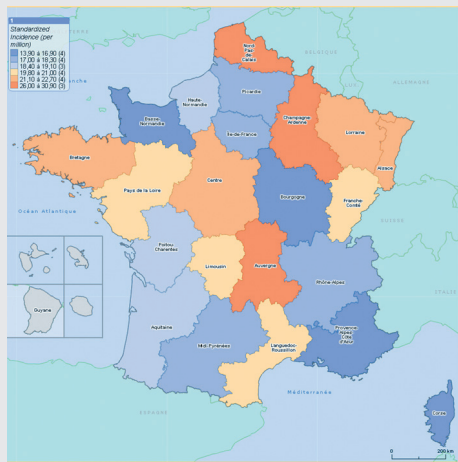 1
Standardized
Incidence (per
million)
13,90 à 16,90 (4)
17,00 à 18,30 (4)
18,40 à 19,10 (3)
19,80 à 21,00 (4)
21,10 à 22,70 (4)
26,00 à 30,90 (3)
BELGIQUE
LUX.
ALLEMAGNE
Nord
Pas
de
Calais
Picardie
Haute
Normandie
Basse
Normandie
Ile-de-France
Champagne
Ardenne
Lorraine
Alsace
Bretagne
Pays de la Loire
Centre
Bourgogne
Franche
Comté
SUISSE
Océan Atlantique
Poitou
Charentes
Limousin
Auvergne
Rhône-Alpes
ITALIE
Guyane
Aquitaine
Midi Pyrénées
Languedoc
Roussillon
Provence
Alpes
Côte
d'Azur
Méditerranée
ESPAGNE
Corse
0
200 km